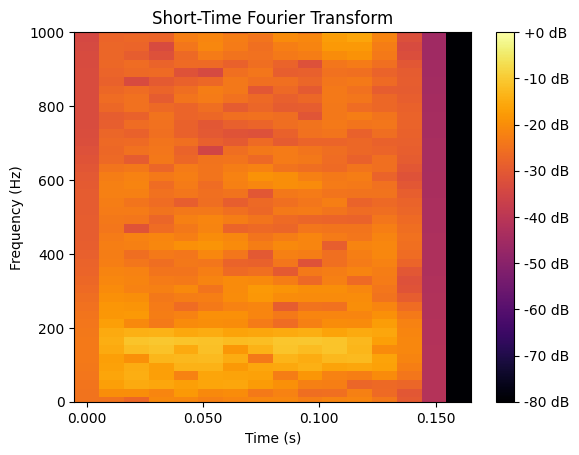 Short-Time Fourier Transform
Frequency (Hz)
1000
800
600
400
200
0
0.000
0.050
0.100
0.150
Time (s)
+0 dB
-10 dB
-20 dB
-30 dB
-40 dB
-50 dB
-60 dB
-70 dB
-80 dB